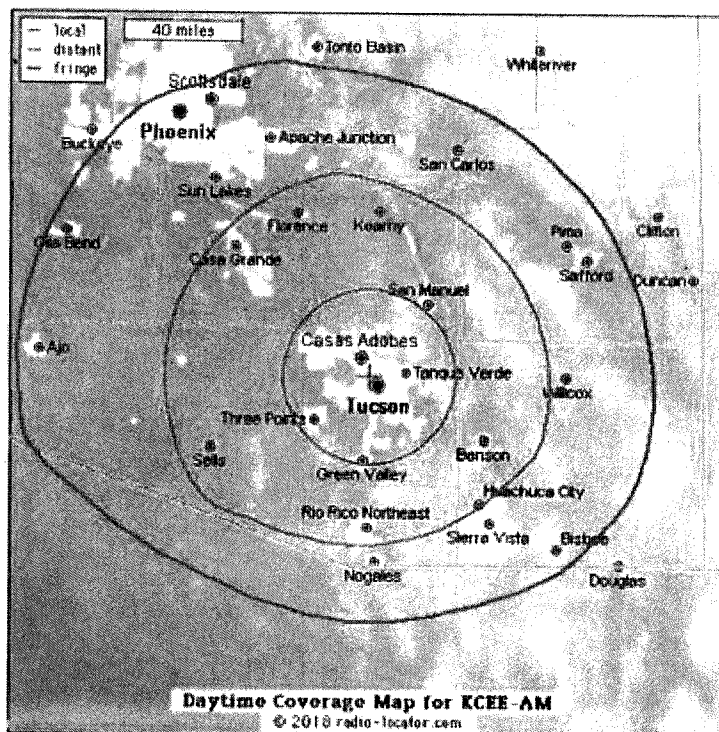 local
distant
fringe
40 miles
Tonto Basin
Whiteriver
Scottsdale
Phoenix
Buckeye
Apache Junction
San Carlos
Sun Lakes
Florence
Kearny
Gila Bend
Casa Grande
Pima
Clifton
Safford
Duncan
San Manuel
Ajo
Casas Adobes
Tanque Verde
Tucson
Willcox
Three Points
Sells
Green Valley
Benson
Huachuca City
Rio Rico Northeast
Sierra Vista
Bisbee
Nogales
Douglas
Daytime Coverage Map for KCEE-AM
© 2018 radio-locator.com